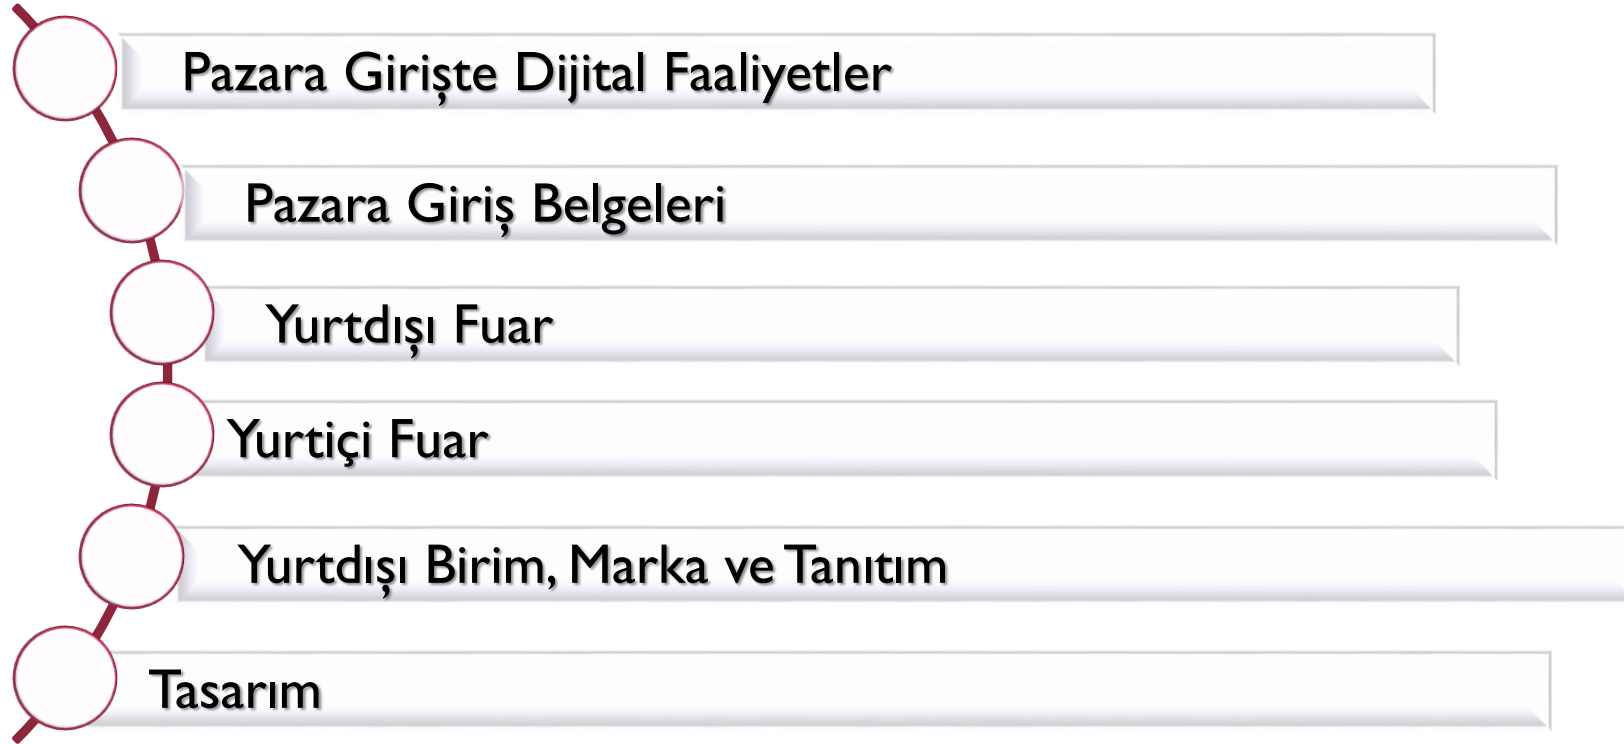 Pazara Girişte Dijital Faaliyetler
Pazara Giriş Belgeleri
Yurtdışı Fuar
Yurtiçi Fuar
Yurtdışı Birim, Marka ve Tanıtım
Tasarım